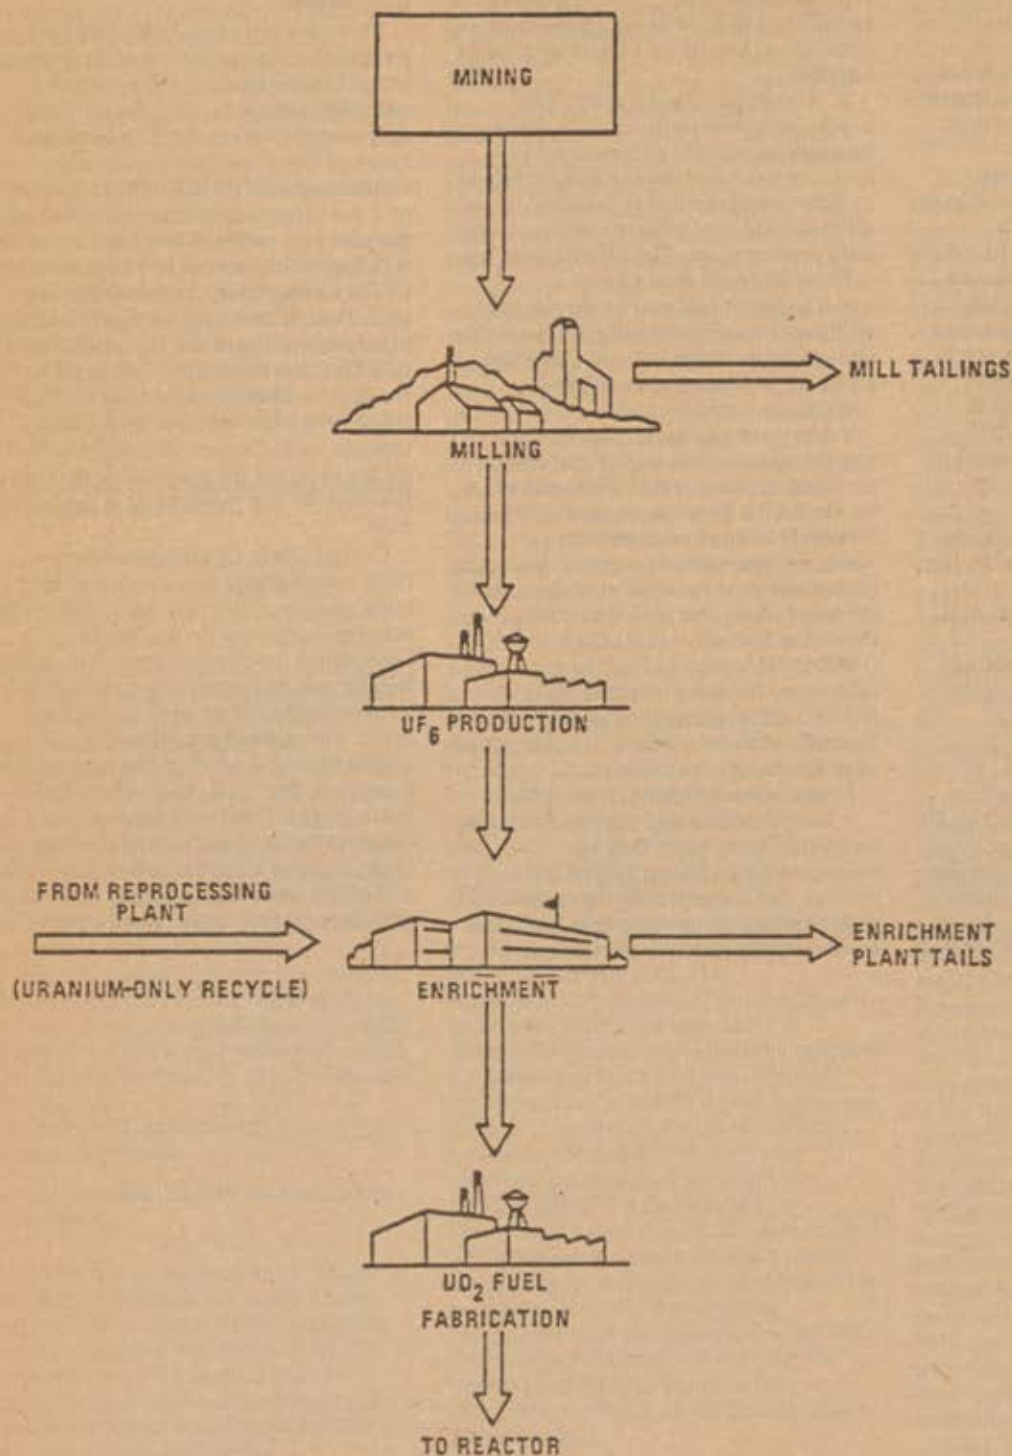 MINING
MILL TAILINGS
MILLING
UF₆ PRODUCTION
FROM REPROCESSING
PLANT
(URANIUM-ONLY RECYCLE)
ENRICHMENT
ENRICHMENT
PLANT TAILS
UO₂ FUEL
FABRICATION
TO REACTOR